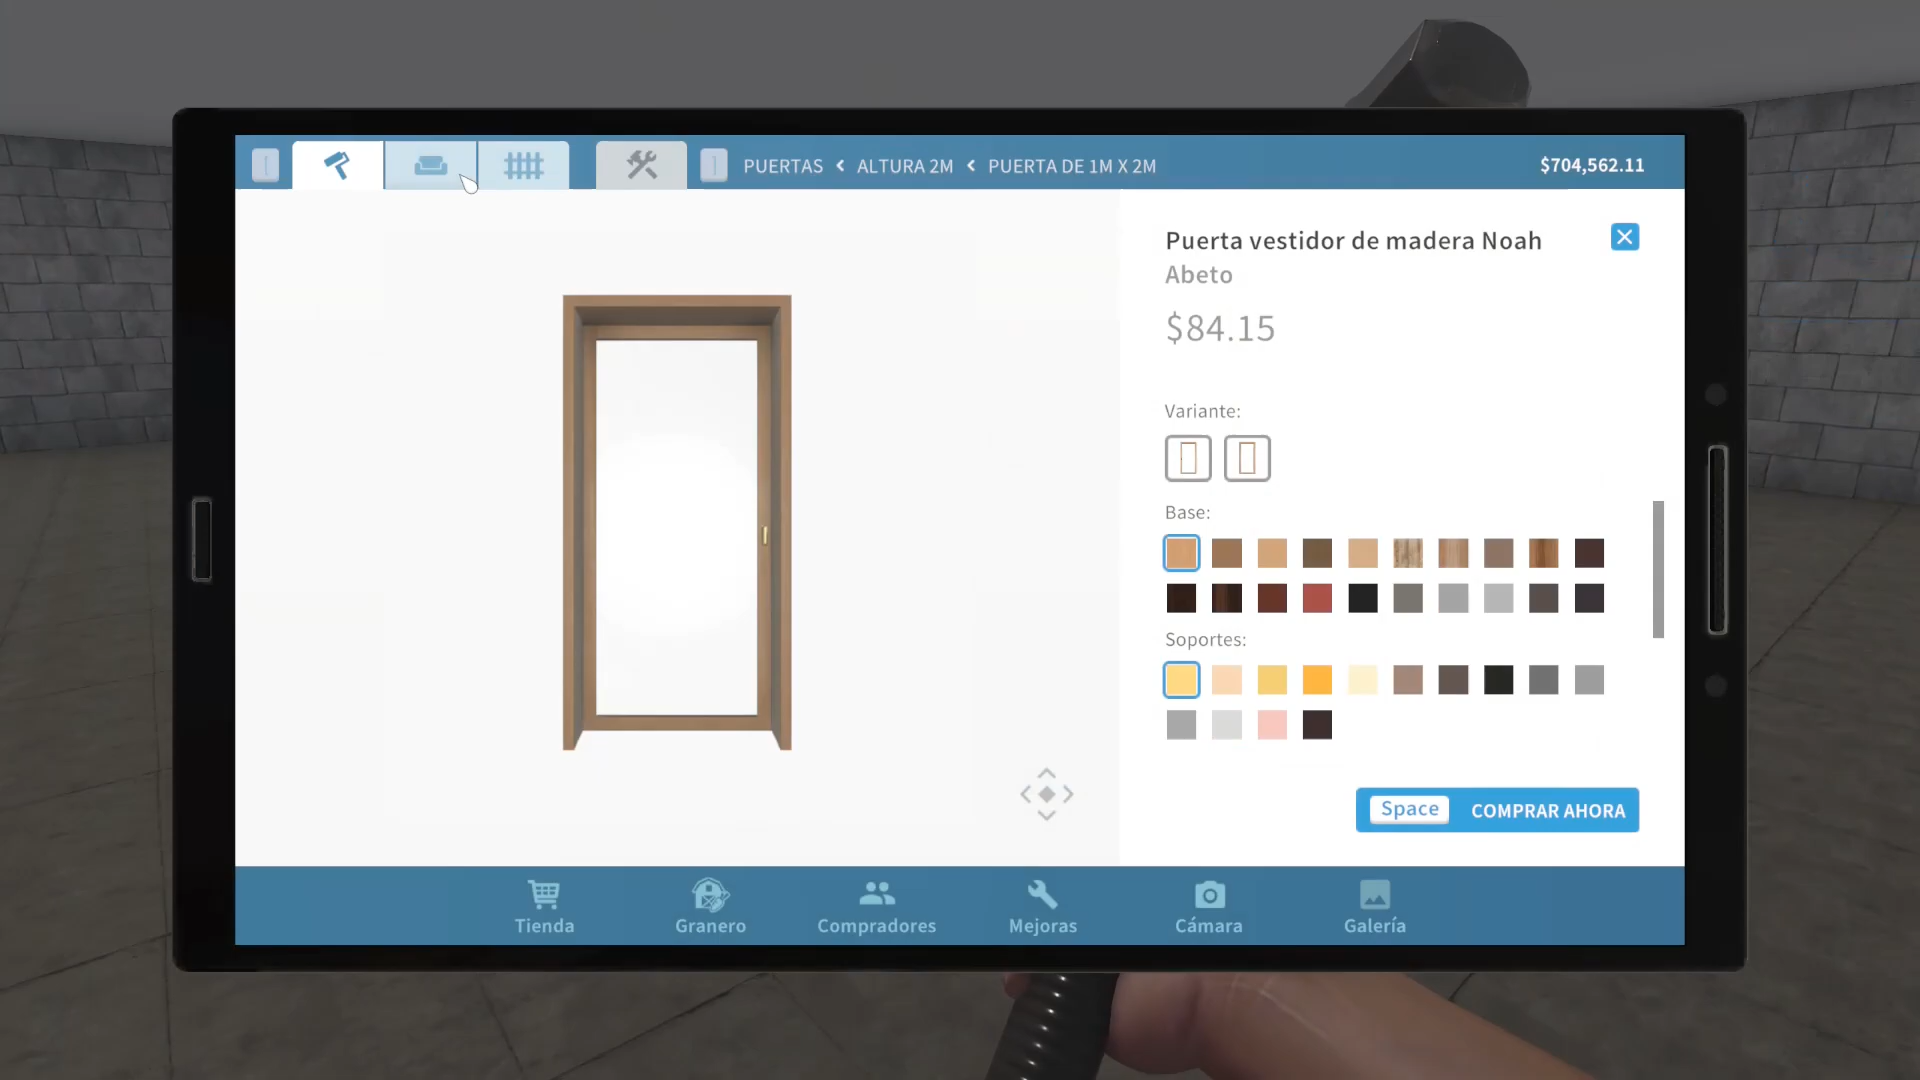 PUERTAS < ALTURA 2M < PUERTA DE 1M X 2M
$704,562.11
Puerta vestidor de madera Noah
Abeto
$84.15
Variante:
Base:
Soportes:
Space COMPRAR AHORA
Tienda
Granero
Compradores
Mejoras
Cámara
Galería